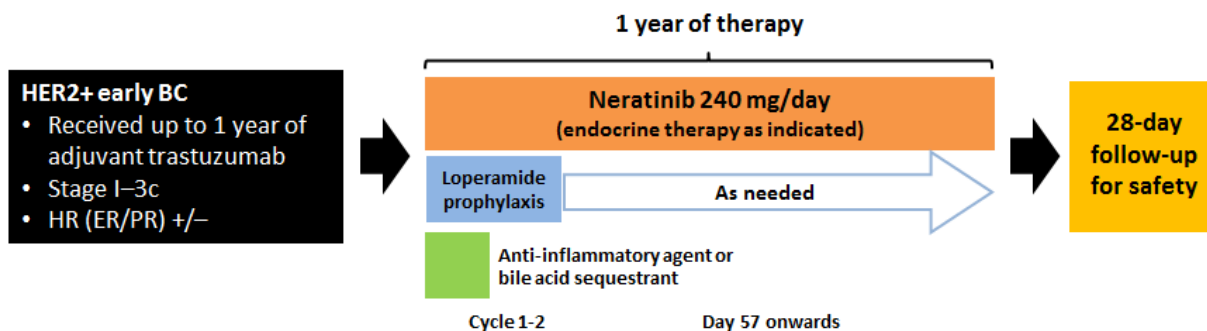 1 year of therapy
HER2+ early BC
• Received up to 1 year of
adjuvant trastuzumab
• Stage I–3c
• HR (ER/PR) +/–
Neratinib 240 mg/day
(endocrine therapy as indicated)
Loperamide
prophylaxis
As needed
Anti-inflammatory agent or
bile acid sequestrant
Cycle 1-2
Day 57 onwards
28-day
follow-up
for safety